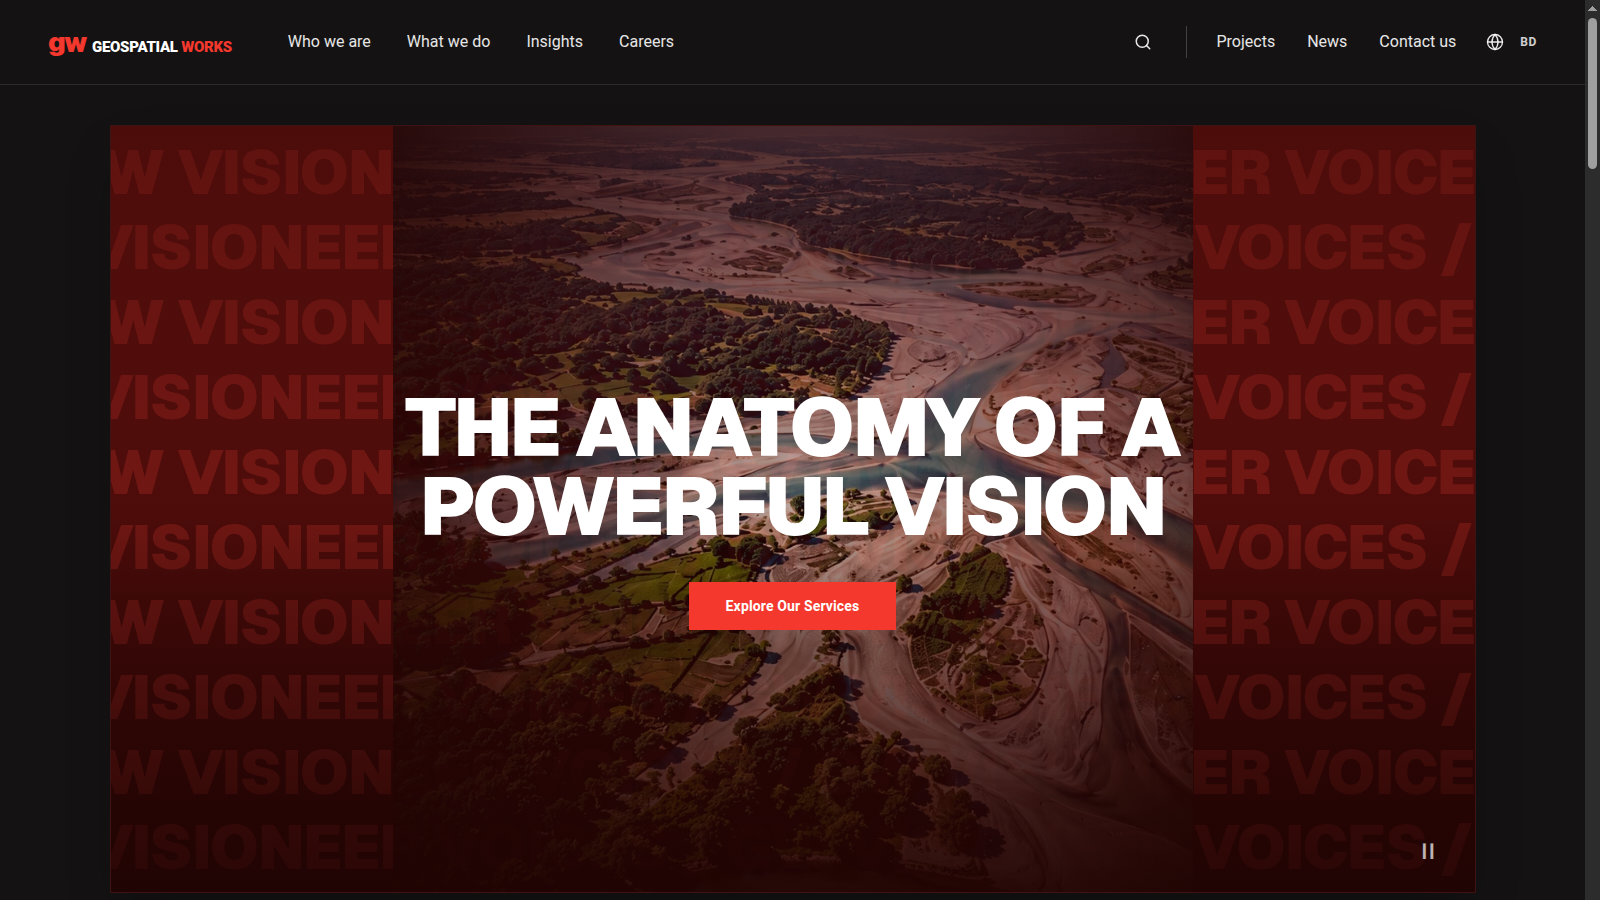 gw GEOSPATIAL WORKS
Who we are
What we do
Insights
Careers
Projects
News
Contact us
BD
W VISION
ER VOICE
VISIONEE
VOICES /
W VISION
ER VOICE
VISIONEE
VOICES /
THE ANATOMY OF A
POWERFUL VISION
W VISION
ER VOICE
VISIONEE
VOICES /
Explore Our Services
W VISION
ER VOICE
VISIONEE
VOICES /
W VISION
ER VOICE
VISIONEE
VOICES /